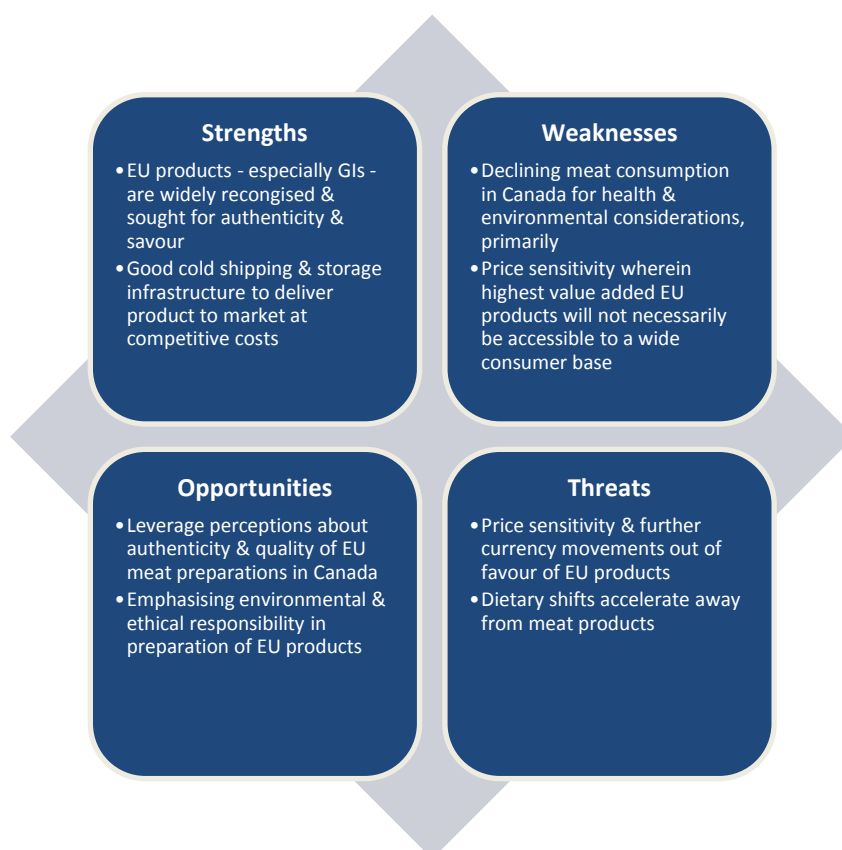 Strengths
•EU products - especially GIs -
are widely recongised &
sought for authenticity &
savour
•Good cold shipping & storage
infrastructure to deliver
product to market at
competitive costs
Weaknesses
•Declining meat consumption
in Canada for health &
environmental considerations,
primarily
•Price sensitivity wherein
highest value added EU
products will not necessarily
be accessible to a wide
consumer base
Opportunities
•Leverage perceptions about
authenticity & quality of EU
meat preparations in Canada
•Emphasising environmental &
ethical responsibility in
preparation of EU products
Threats
•Price sensitivity & further
currency movements out of
favour of EU products
•Dietary shifts accelerate away
from meat products